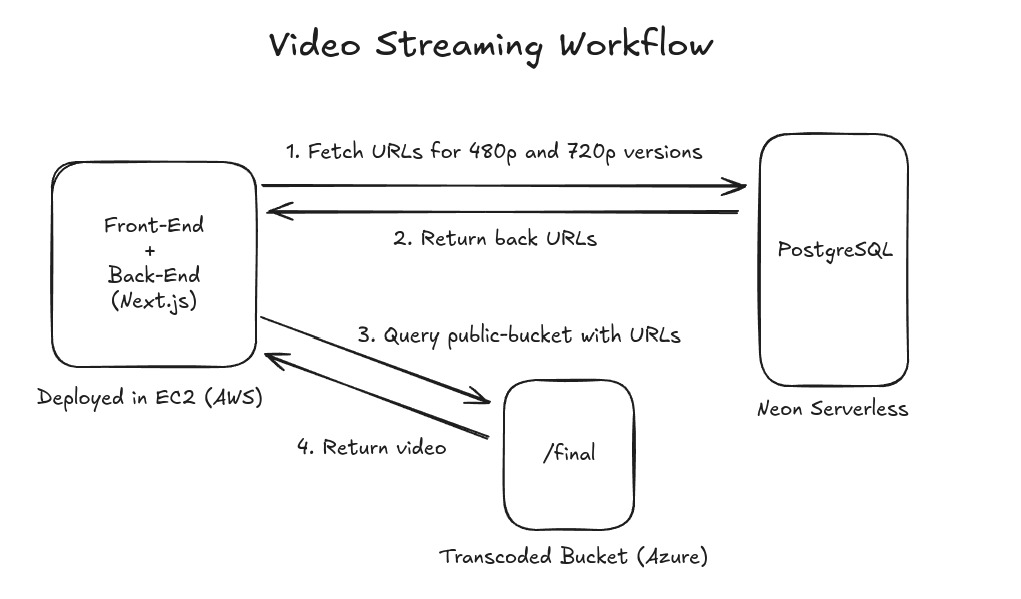 Video Streaming Workflow
1. Fetch URLs for 480p and 720p versions
Front-End
+
Back-End
(Next.js)
2. Return back URLs
PostgreSQL
3. Query public-bucket with URLs
Deployed in EC2 (AWS)
Neon Serverless
4. Return video
/final
Transcoded Bucket (Azure)